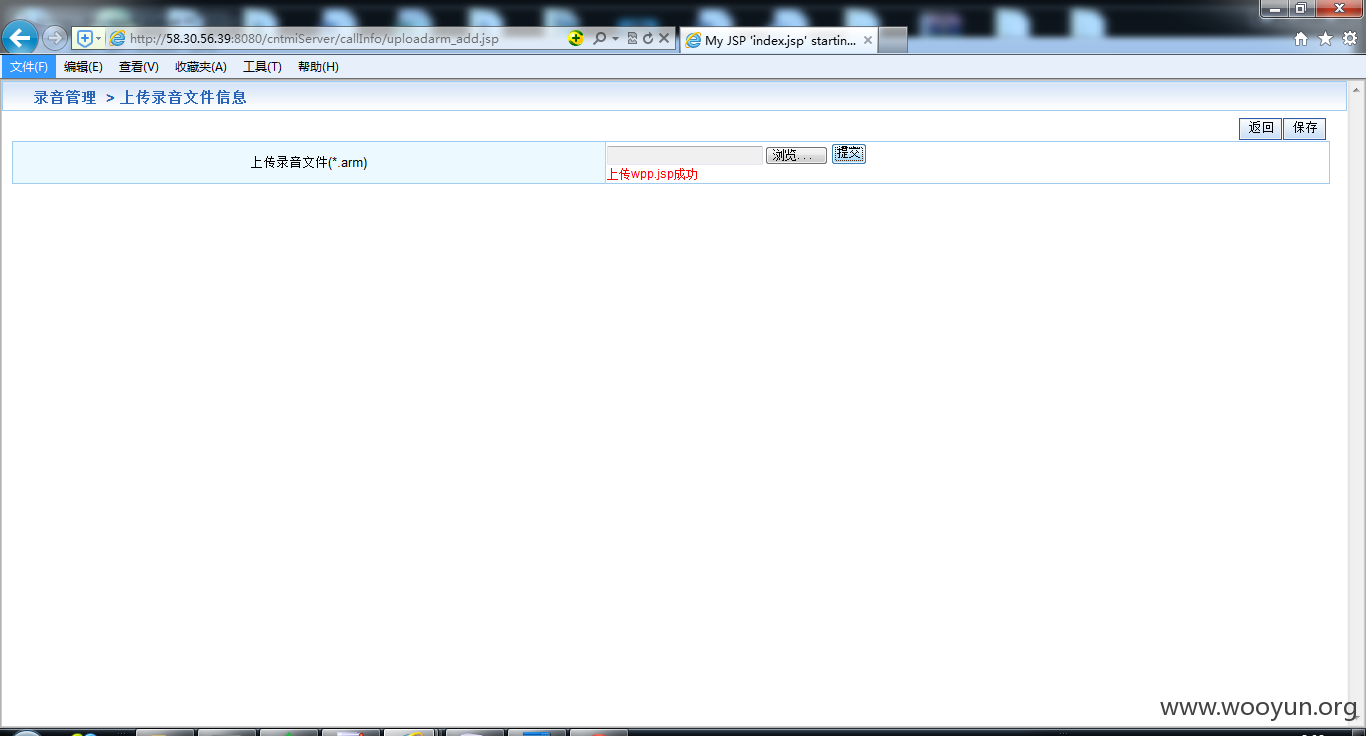 http://58.30.56.39:8080/cntmiServer/callInfo/uploadarm_add.jsp
My JSP 'index.jsp' startin...
文件(F) 编辑(E) 查看(V) 收藏夹(A) 工具(T) 帮助(H)
录音管理 > 上传录音文件信息
返回 保存
上传录音文件(*.arm)
浏览... 提交
上传wpp.jsp成功
www.wooyun.org